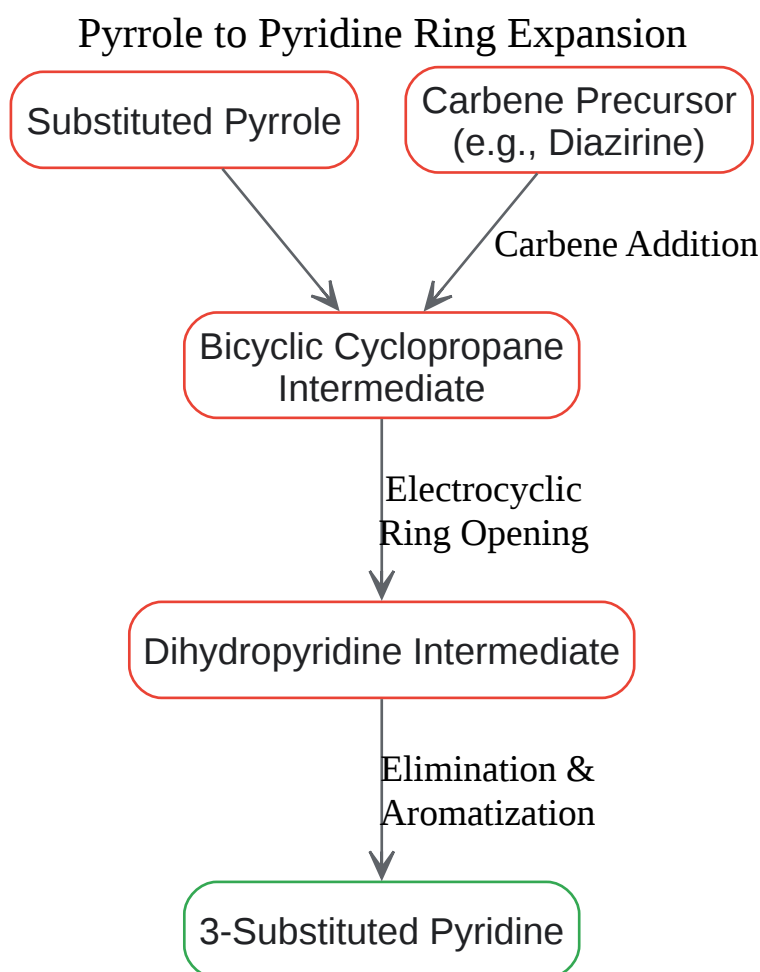 Pyrrole to Pyridine Ring Expansion
Substituted Pyrrole
Carbene Precursor
(e.g., Diazirine)
Carbene Addition
Bicyclic Cyclopropane
Intermediate
Electrocyclic
Ring Opening
Dihydropyridine Intermediate
Elimination &
Aromatization
3-Substituted Pyridine